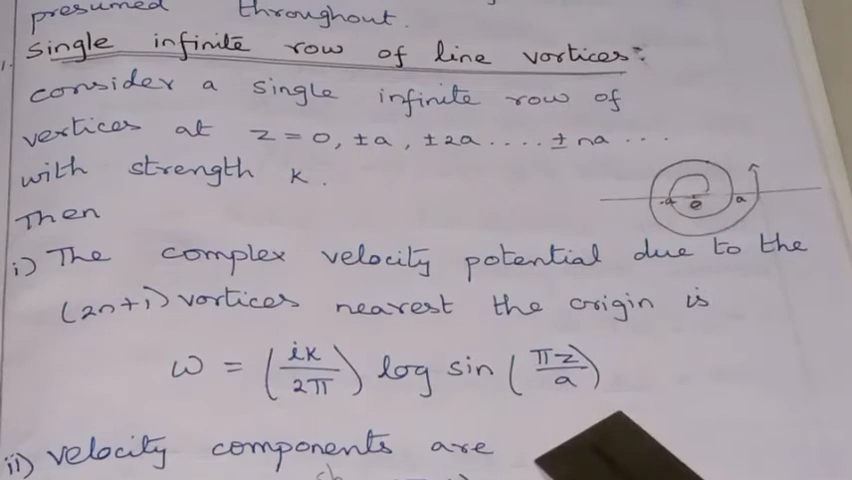 presumed throughout.
1. Single infinite row of line vortices:
consider a single infinite row of
vertices at z = 0, ±a, ±2a .... ± na ...
with strength K.
-a 0 a
Then
i) The complex velocity potential due to the
(2n+1) vortices nearest the origin is
ω = (iK/2π) log sin (πz/a)
ii) velocity components are